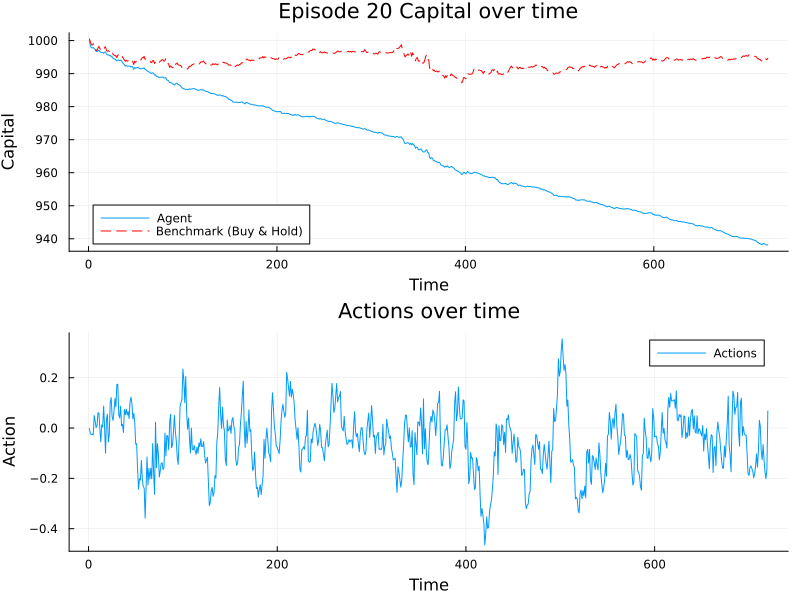 Episode 20 Capital over time
1000
990
980
970
960
950
940
Capital
Agent
Benchmark (Buy & Hold)
0
200
400
600
Time
Actions over time
Actions
0.2
0.0
−0.2
−0.4
Action
0
200
400
600
Time